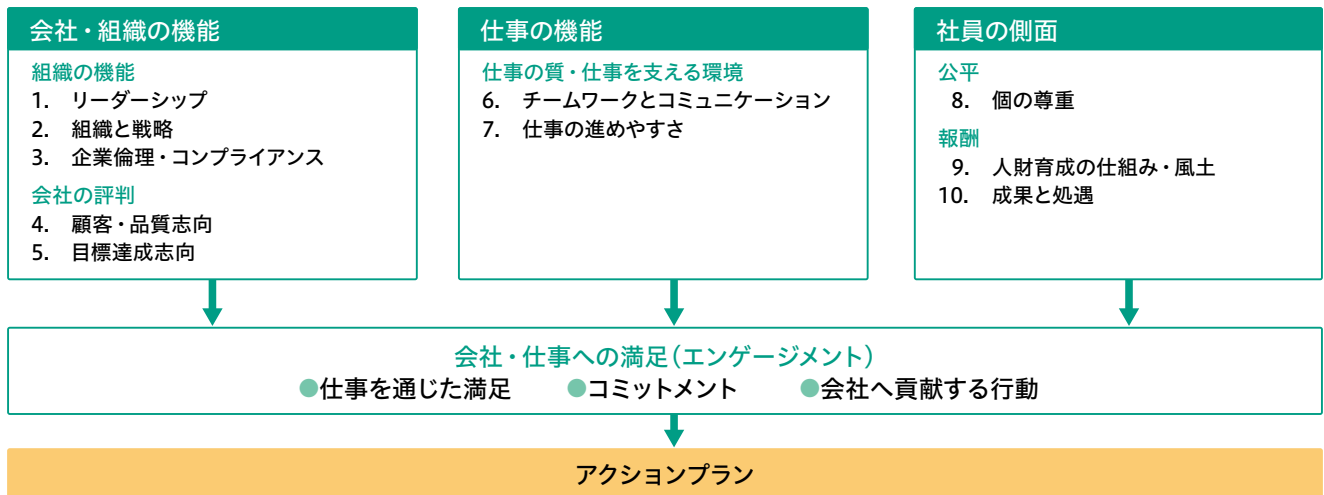 会社・組織の機能
組織の機能
1. リーダーシップ
2. 組織と戦略
3. 企業倫理・コンプライアンス
会社の評判
4. 顧客・品質志向
5. 目標達成志向
仕事の機能
仕事の質・仕事を支える環境
6. チームワークとコミュニケーション
7. 仕事の進めやすさ
社員の側面
公平
8. 個の尊重
報酬
9. 人財育成の仕組み・風土
10. 成果と処遇
会社・仕事への満足(エンゲージメント)
●仕事を通じた満足 ●コミットメント ●会社へ貢献する行動
アクションプラン